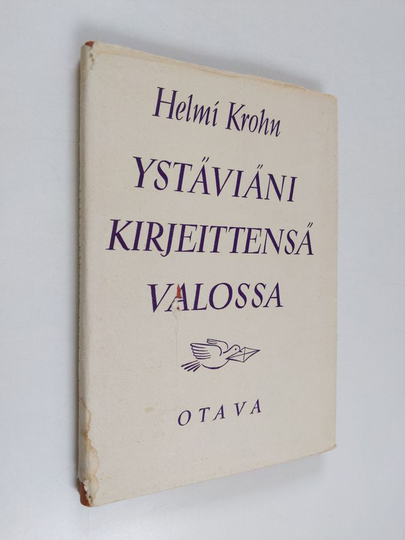 Helmi Krohn
YSTÄVIÄNI
KIRJEITTENSÄ
VALOSSA
OTAVA